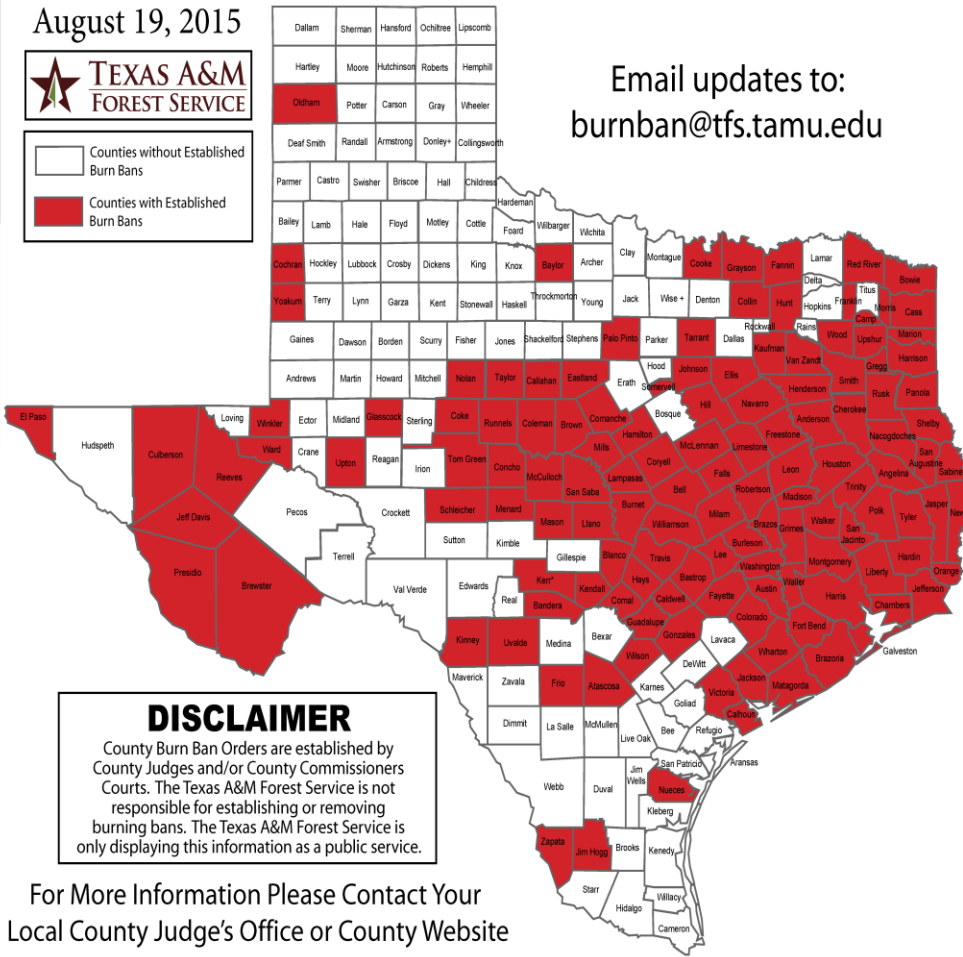 August 19, 2015
TEXAS A&M
FOREST SERVICE
Counties without Established
Burn Bans
Counties with Established
Burn Bans
Email updates to:
burnban@tfs.tamu.edu
Dallam Sherman Hansford Ochiltree Lipscomb
Hartley Moore Hutchinson Roberts Hemphill
Oldham Potter Carson Gray Wheeler
Deaf Smith Randall Armstrong Donley+ Collingsworth
Parmer Castro Swisher Briscoe Hall Childress
Hardeman
Bailey Lamb Hale Floyd Motley Cottle Foard Wilbarger Wichita
Clay Montague Cooke Grayson Fannin Lamar Red River Bowie
Cochran Hockley Lubbock Crosby Dickens King Knox Baylor Archer
Delta Titus
Yoakum Terry Lynn Garza Kent Stonewall Haskell Throckmorton Young Jack Wise + Denton Collin Hunt Hopkins Franklin Morris Cass
Camp
Rockwall Rains Wood Upshur Marion
Gaines Dawson Borden Scurry Fisher Jones Shackelford Stephens Palo Pinto Parker Tarrant Dallas Kaufman Van Zandt Gregg Harrison
Andrews Martin Howard Mitchell Nolan Taylor Callahan Eastland Erath Hood Somervell Johnson Ellis Henderson Smith Rusk Panola
El Paso Hudspeth Culberson Loving Winkler Ector Midland Glasscock Sterling Coke Runnels Coleman Brown Comanche Bosque Hill Navarro Anderson Cherokee Shelby
Hamilton Freestone Nacogdoches
Reeves Ward Crane Upton Reagan Irion Tom Green Concho McCulloch Mills Coryell McLennan Limestone Leon Houston Angelina San
Augustine Sabine
San Saba Lampasas Bell Falls Robertson Madison Trinity
Jeff Davis Pecos Crockett Schleicher Menard Mason Llano Burnet Williamson Milam Brazos Grimes Walker San
Jacinto Polk Tyler Jasper New
Terrell Sutton Kimble Gillespie Blanco Travis Lee Burleson Washington Montgomery Liberty Hardin Orange
Presidio Brewster Val Verde Edwards Real Kerr* Kendall Hays Bastrop Fayette Austin Waller Harris Chambers Jefferson
Bandera Comal Caldwell Colorado Fort Bend
Galveston
Kinney Uvalde Medina Bexar Guadalupe Gonzales Lavaca Wharton Brazoria
Maverick Zavala Frio Atascosa Wilson Karnes DeWitt Victoria Jackson Matagorda
Goliad Calhoun
Dimmit La Salle McMullen Live Oak Bee Refugio
San Patricio Aransas
Webb Duval Jim
Wells Nueces
Kleberg
Zapata Jim Hogg Brooks Kenedy
Starr Hidalgo Willacy
Cameron
DISCLAIMER
County Burn Ban Orders are established by
County Judges and/or County Commissioners
Courts. The Texas A&M Forest Service is not
responsible for establishing or removing
burning bans. The Texas A&M Forest Service is
only displaying this information as a public service.
For More Information Please Contact Your
Local County Judge's Office or County Website